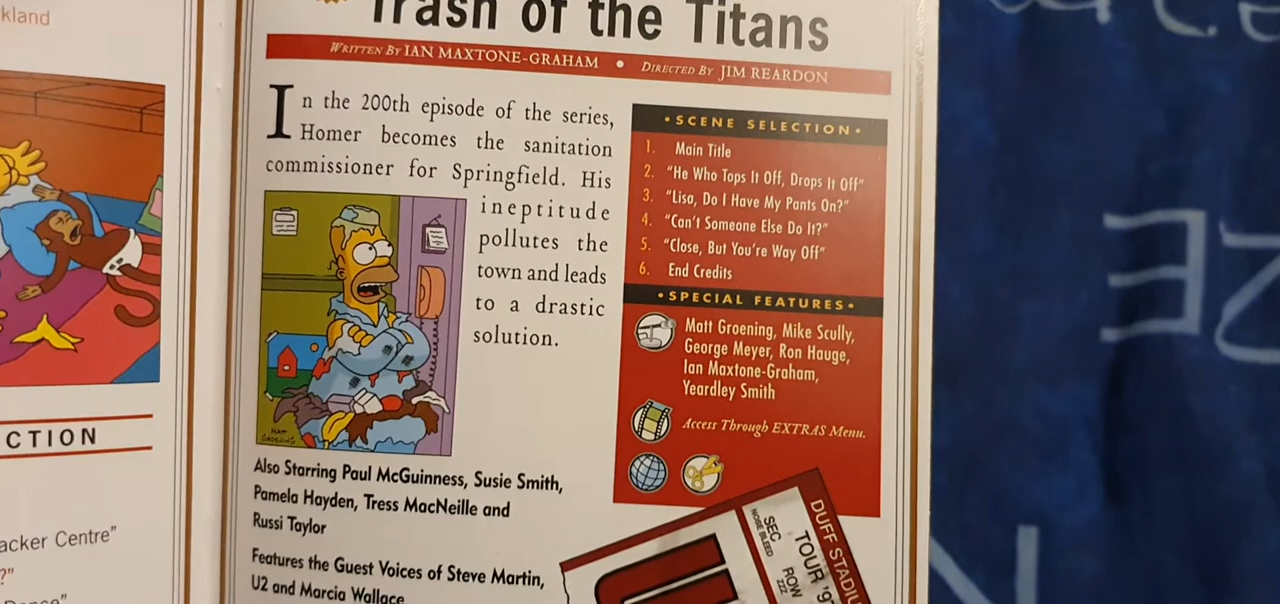 kland
Trash of the Titans
WRITTEN BY IAN MAXTONE-GRAHAM • DIRECTED BY JIM REARDON
In the 200th episode of the series,
Homer becomes the sanitation
commissioner for Springfield. His
ineptitude
pollutes the
town and leads
to a drastic
solution.
MATT
GROENING
Also Starring Paul McGuinness, Susie Smith,
Pamela Hayden, Tress MacNeille and
Russi Taylor
Features the Guest Voices of Steve Martin,
U2 and Marcia Wallace
• SCENE SELECTION •
1. Main Title
2. "He Who Tops It Off, Drops It Off"
3. "Lisa, Do I Have My Pants On?"
4. "Can't Someone Else Do It?"
5. "Close, But You're Way Off"
6. End Credits
• SPECIAL FEATURES •
Matt Groening, Mike Scully,
George Meyer, Ron Hauge,
Ian Maxtone-Graham,
Yeardley Smith
Access Through EXTRAS Menu.
DUFF STADIU
TOUR '9
SEC ROW
NOSE BLEED ZZZ
CTION
acker Centre"
?"